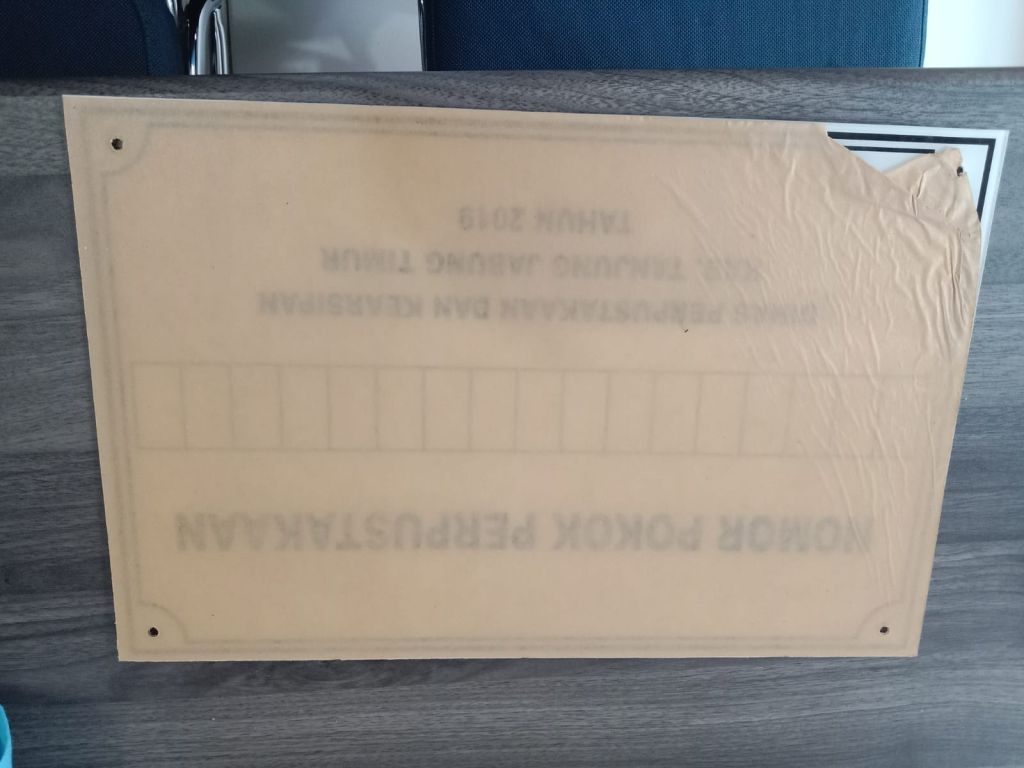 NOMOR POKOK PERPUSTAKAAN
DINAS PERPUSTAKAAN DAN KEARSIPAN
KAB. TANJUNG JABUNG TIMUR
TAHUN 2019